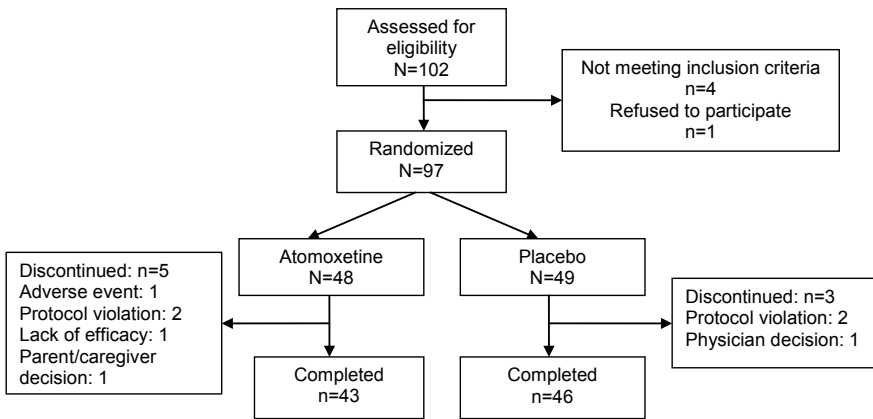 Assessed for
eligibility
N=102
Not meeting inclusion criteria
n=4
Refused to participate
n=1
Randomized
N=97
Atomoxetine
N=48
Placebo
N=49
Discontinued: n=5
Adverse event: 1
Protocol violation: 2
Lack of efficacy: 1
Parent/caregiver
decision: 1
Discontinued: n=3
Protocol violation: 2
Physician decision: 1
Completed
n=43
Completed
n=46